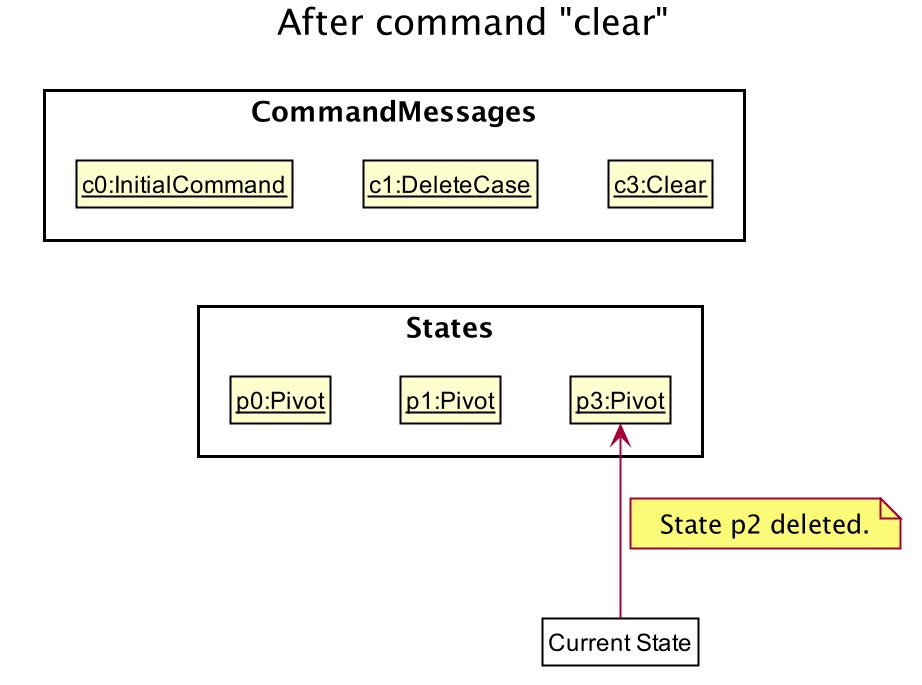 After command "clear"
CommandMessages
c0:InitialCommand
c1:DeleteCase
c3:Clear
States
p0:Pivot
p1:Pivot
p3:Pivot
State p2 deleted.
Current State